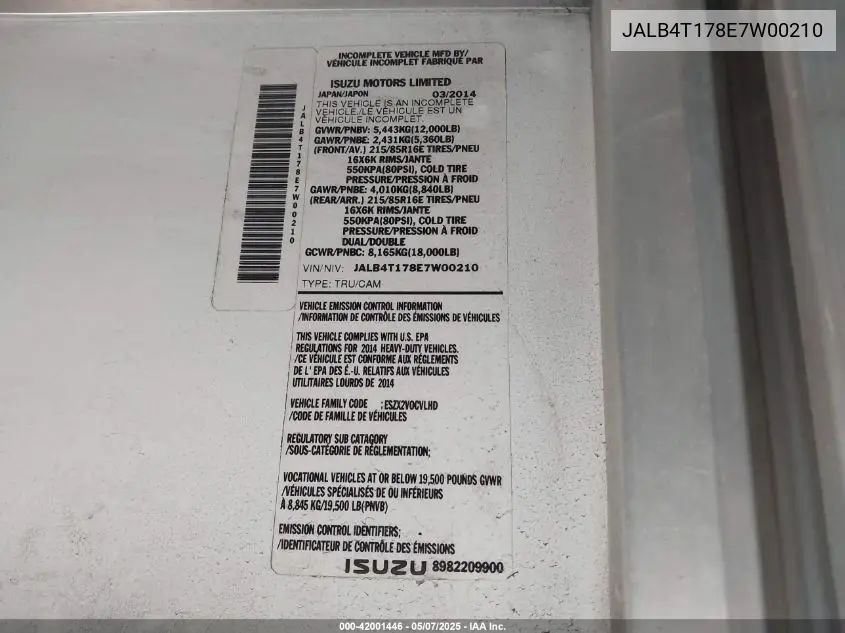 JALB4T178E7W00210
INCOMPLETE VEHICLE MFD BY/
VÉHICULE INCOMPLET FABRIQUÉ PAR
ISUZU MOTORS LIMITED
JAPAN/JAPON 03/2014
THIS VEHICLE IS AN INCOMPLETE
VEHICLE./LE VÉHICULE EST UN
VÉHICULE INCOMPLET.
GVWR/PNBV: 5,443KG(12,000LB)
GAWR/PNBE: 2,431KG(5,360LB)
(FRONT/AV.) 215/85R16E TIRES/PNEU
16X6K RIMS/JANTE
550KPA(80PSI), COLD TIRE
PRESSURE/PRESSION À FROID
GAWR/PNBE: 4,010KG(8,840LB)
(REAR/ARR.) 215/85R16E TIRES/PNEU
16X6K RIMS/JANTE
550KPA(80PSI), COLD TIRE
PRESSURE/PRESSION À FROID
DUAL/DOUBLE
GCWR/PNBC: 8,165KG(18,000LB)
VIN/NIV: JALB4T178E7W00210
TYPE: TRU/CAM
JALB4T178E7W00210
VEHICLE EMISSION CONTROL INFORMATION
/INFORMATION DE CONTRÔLE DES ÉMISSIONS DE VÉHICULES
THIS VEHICLE COMPLIES WITH U.S. EPA
REGULATIONS FOR 2014 HEAVY-DUTY VEHICLES.
/CE VÉHICULE EST CONFORME AUX RÉGLEMENTS
DE L' EPA DES É.-U. RELATIFS AUX VÉHICULES
UTILITAIRES LOURDS DE 2014
VEHICLE FAMILY CODE ;ESZX2VOCVLHD
/CODE DE FAMILLE DE VÉHICULES
REGULATORY SUB CATAGORY
/SOUS-CATÉGORIE DE RÉGLEMENTATION;
VOCATIONAL VEHICLES AT OR BELOW 19,500 POUNDS GVWR
/VÉHICULES SPÉCIALISÉS DE OU INFÉRIEURS
À 8,845 KG/19,500 LB(PNVB)
EMISSION CONTROL IDENTIFIERS;
/IDENTIFICATEUR DE CONTRÔLE DES ÉMISSIONS
ISUZU 8982209900
000-42001446 - 05/07/2025 - IAA Inc.